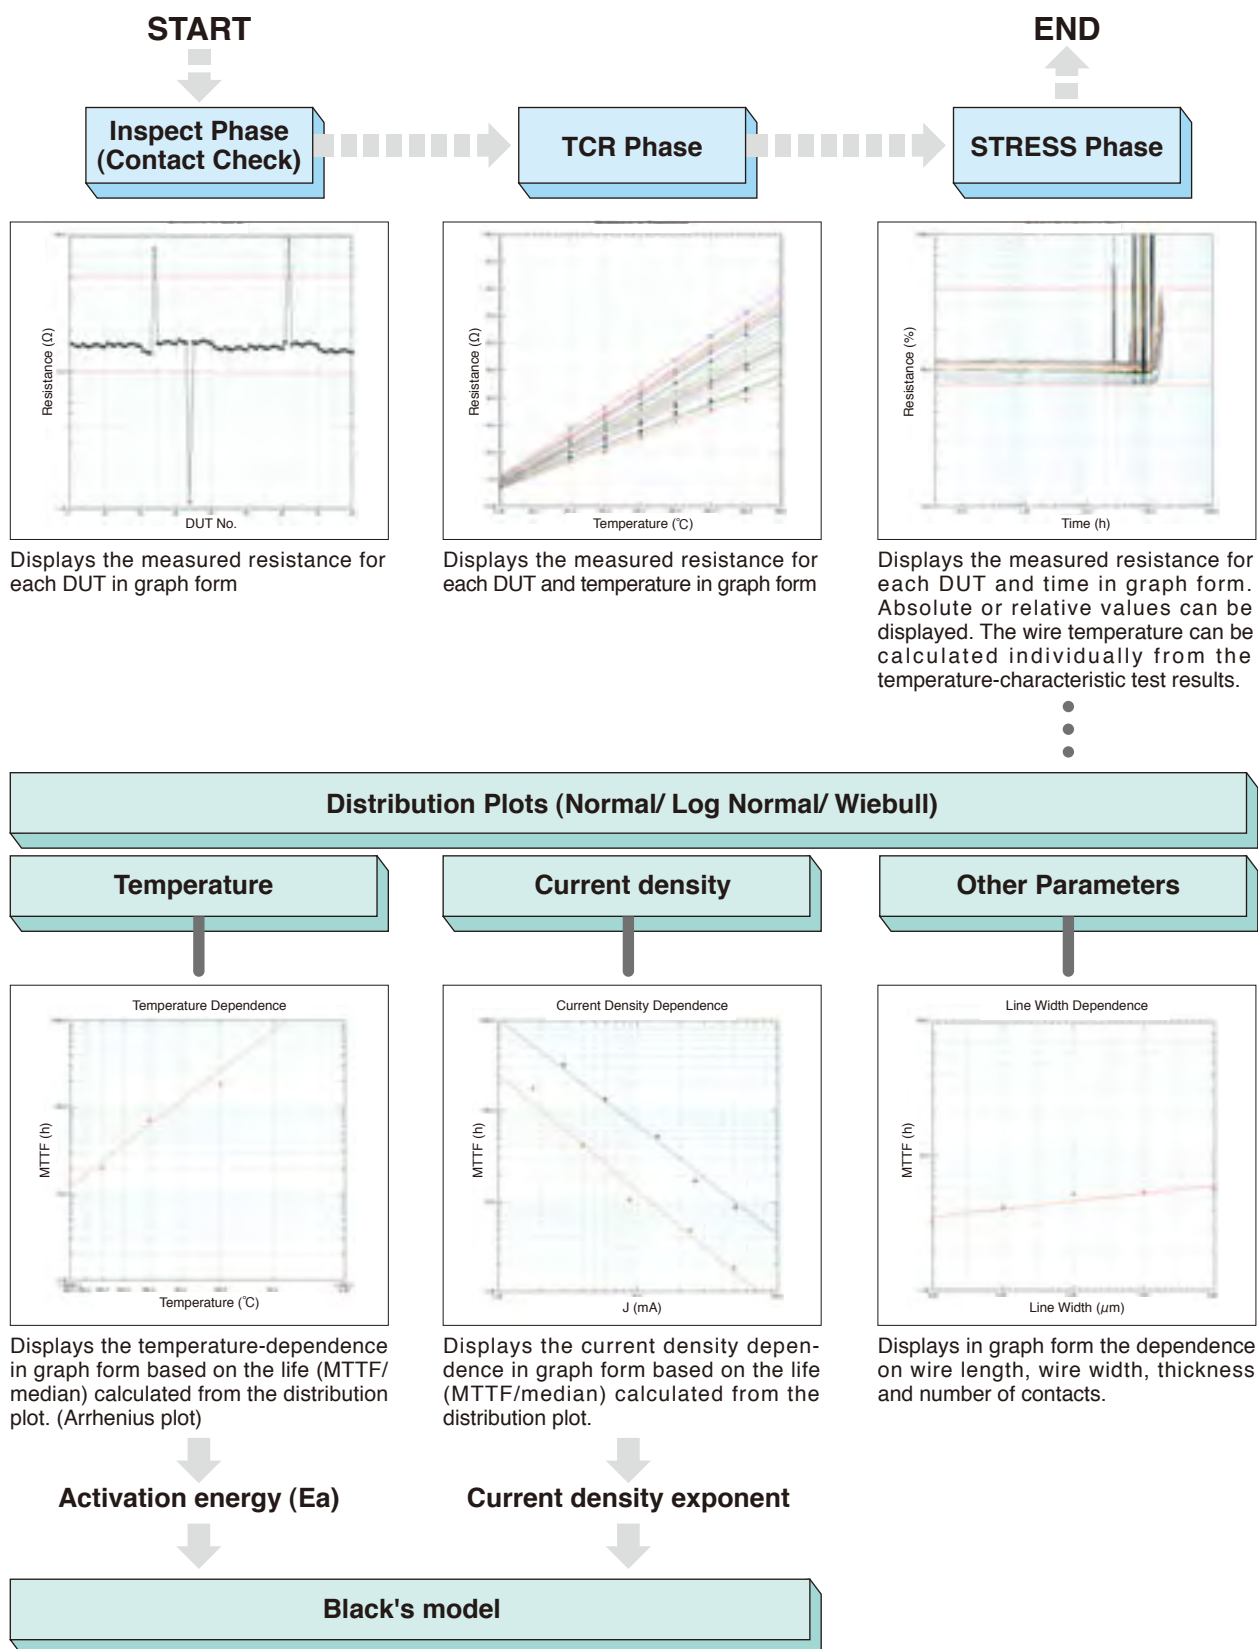 START
END
Inspect Phase
(Contact Check)
TCR Phase
STRESS Phase
Resistance (Ω)
DUT No.
Resistance (Ω)
Temperature (℃)
Resistance (%)
Time (h)
Displays the measured resistance for
each DUT in graph form
Displays the measured resistance for
each DUT and temperature in graph form
Displays the measured resistance for
each DUT and time in graph form.
Absolute or relative values can be
displayed. The wire temperature can be
calculated individually from the
temperature-characteristic test results.
Distribution Plots (Normal/ Log Normal/ Wiebull)
Temperature
Current density
Other Parameters
Temperature Dependence
MTTF (h)
Temperature (℃)
Current Density Dependence
MTTF (h)
J (mA)
Line Width Dependence
MTTF (h)
Line Width (μm)
Displays the temperature-dependence
in graph form based on the life (MTTF/
median) calculated from the distribution
plot. (Arrhenius plot)
Displays the current density depen-
dence in graph form based on the life
(MTTF/median) calculated from the
distribution plot.
Displays in graph form the dependence
on wire length, wire width, thickness
and number of contacts.
Activation energy (Ea)
Current density exponent
Black's model